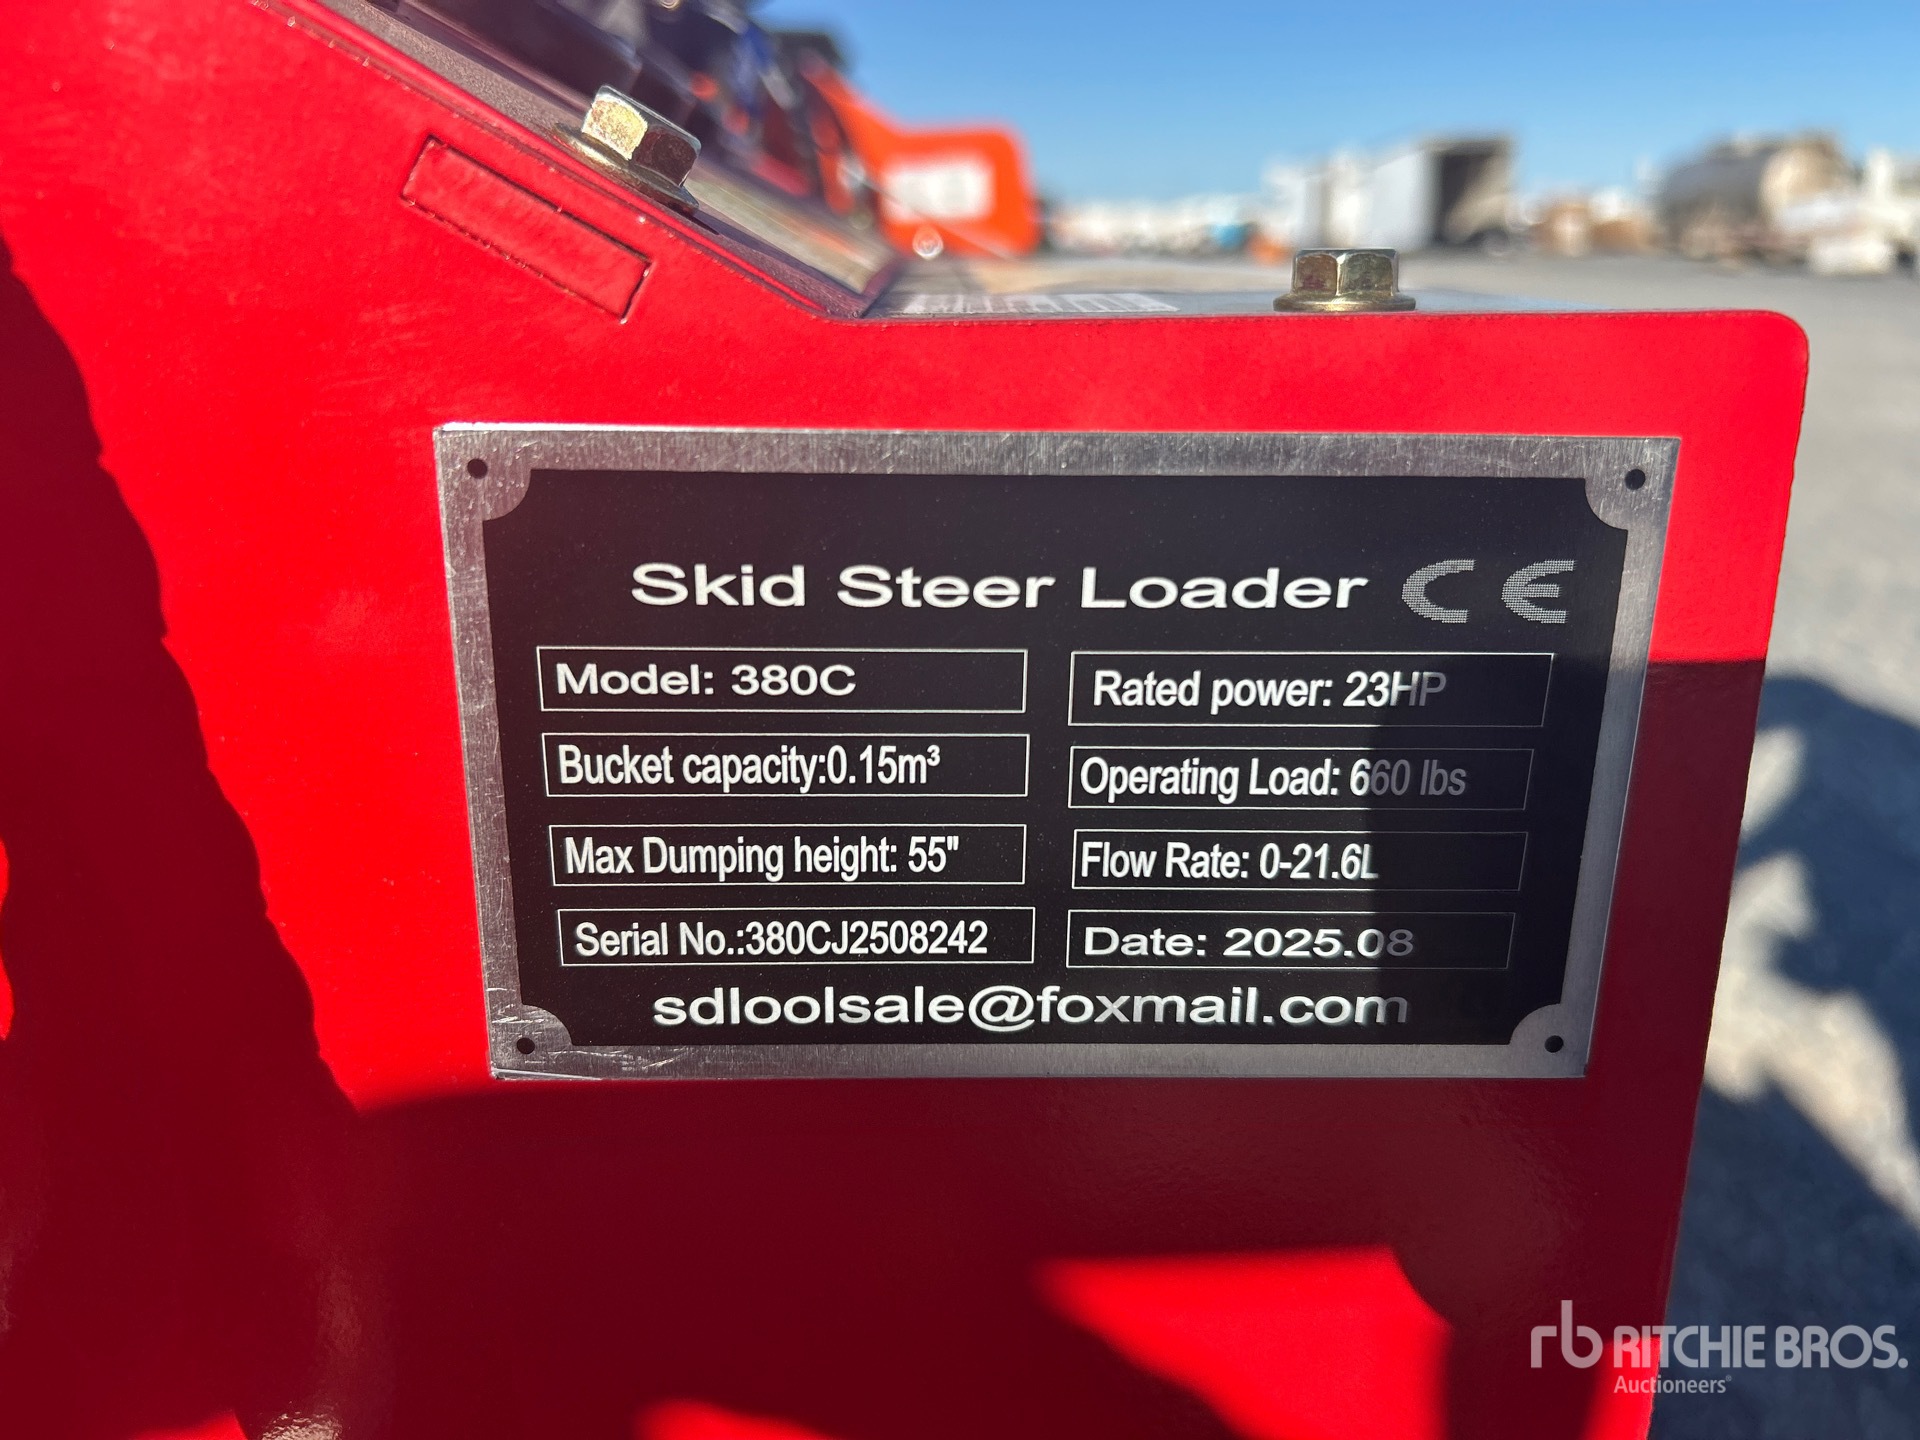 Skid Steer Loader CE
Model: 380C
Rated power: 23HP
Bucket capacity:0.15m³
Operating Load: 660 lbs
Max Dumping height: 55"
Flow Rate: 0-21.6L
Serial No.:380CJ2508242
Date: 2025.08
sdloolsale@foxmail.com
rb RITCHIE BROS.
Auctioneers®